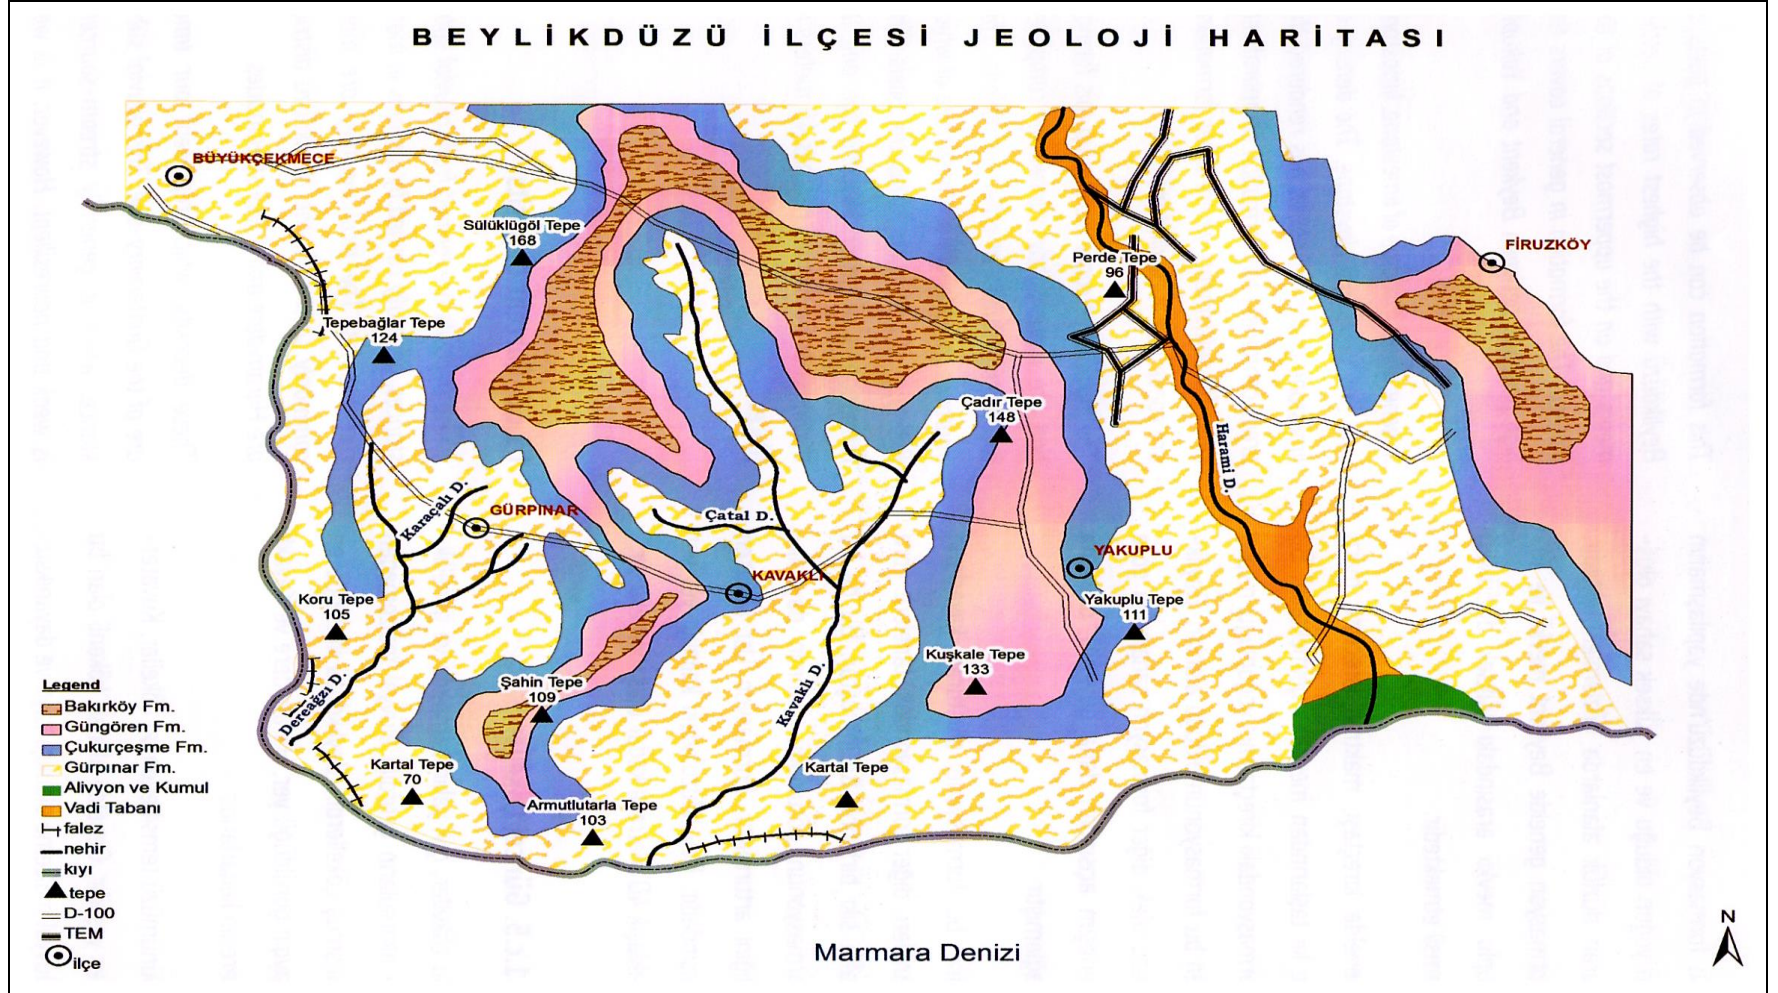 BEYLİKDÜZÜ İLÇESİ JEOLOJİ HARİTASI
BÜYÜKÇEKMECE
Sülüklügöl Tepe
168
FİRUZKÖY
Perde Tepe
96
Tepebağlar Tepe
124
Çadır Tepe
148
Harami D.
Karaçalı D.
GÜRPINAR
Çatal D.
YAKUPLU
KAVAKLI
Koru Tepe
105
Yakuplu Tepe
111
Kuşkale Tepe
133
Şahin Tepe
109
Dereağzı D.
Kavaklı D.
Kartal Tepe
70
Kartal Tepe
Armutlutarla Tepe
103
Legend
Bakırköy Fm.
Güngören Fm.
Çukurçeşme Fm.
Gürpınar Fm.
Alivyon ve Kumul
Vadi Tabanı
falez
nehir
kıyı
tepe
D-100
TEM
ilçe
Marmara Denizi
N